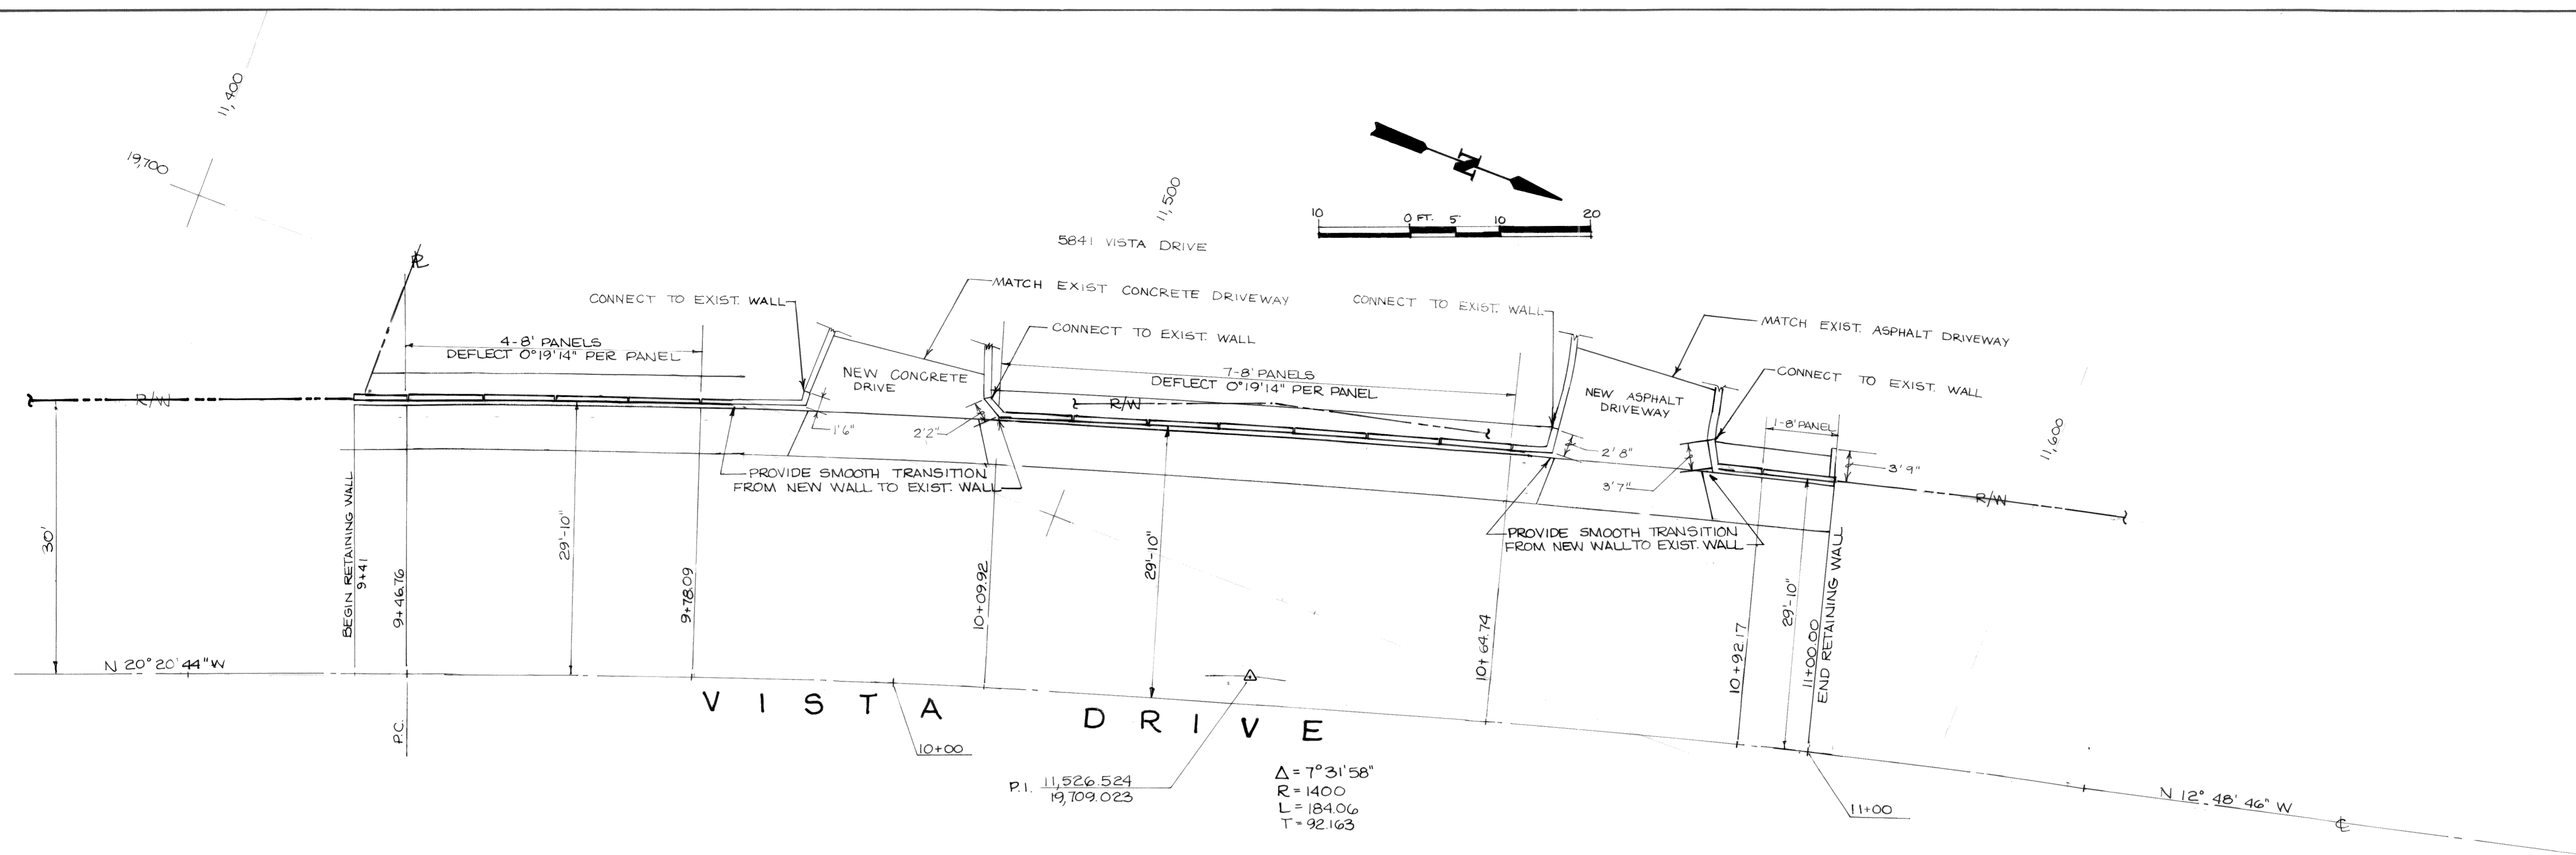 11,400
19,700
11,500
N
10 0 FT. 5' 10 20
5841 VISTA DRIVE
PL
CONNECT TO EXIST. WALL
MATCH EXIST CONCRETE DRIVEWAY
CONNECT TO EXIST. WALL
CONNECT TO EXIST. WALL
MATCH EXIST. ASPHALT DRIVEWAY
CONNECT TO EXIST. WALL
4-8' PANELS
DEFLECT 0°19'14" PER PANEL
NEW CONCRETE
DRIVE
7-8' PANELS
DEFLECT 0°19'14" PER PANEL
NEW ASPHALT
DRIVEWAY
1-8' PANEL
11,600
R/W
R/W
R/W
1'6"
2'2"
2'8"
3'7"
3'9"
PROVIDE SMOOTH TRANSITION
FROM NEW WALL TO EXIST. WALL
PROVIDE SMOOTH TRANSITION
FROM NEW WALL TO EXIST. WALL
30'
BEGIN RETAINING WALL
9+41
9+46.76
29'-10"
9+78.09
10+09.92
29'-10"
10+64.74
10+92.17
29'-10"
11+00.00
END RETAINING WALL
N 20° 20' 44" W
P.C.
VISTA DRIVE
10+00
P.I. 11,526.524
19,709.023
Δ = 7°31'58"
R = 1400
L = 184.06
T = 92.163
11+00
N 12° 48' 46" W
℄